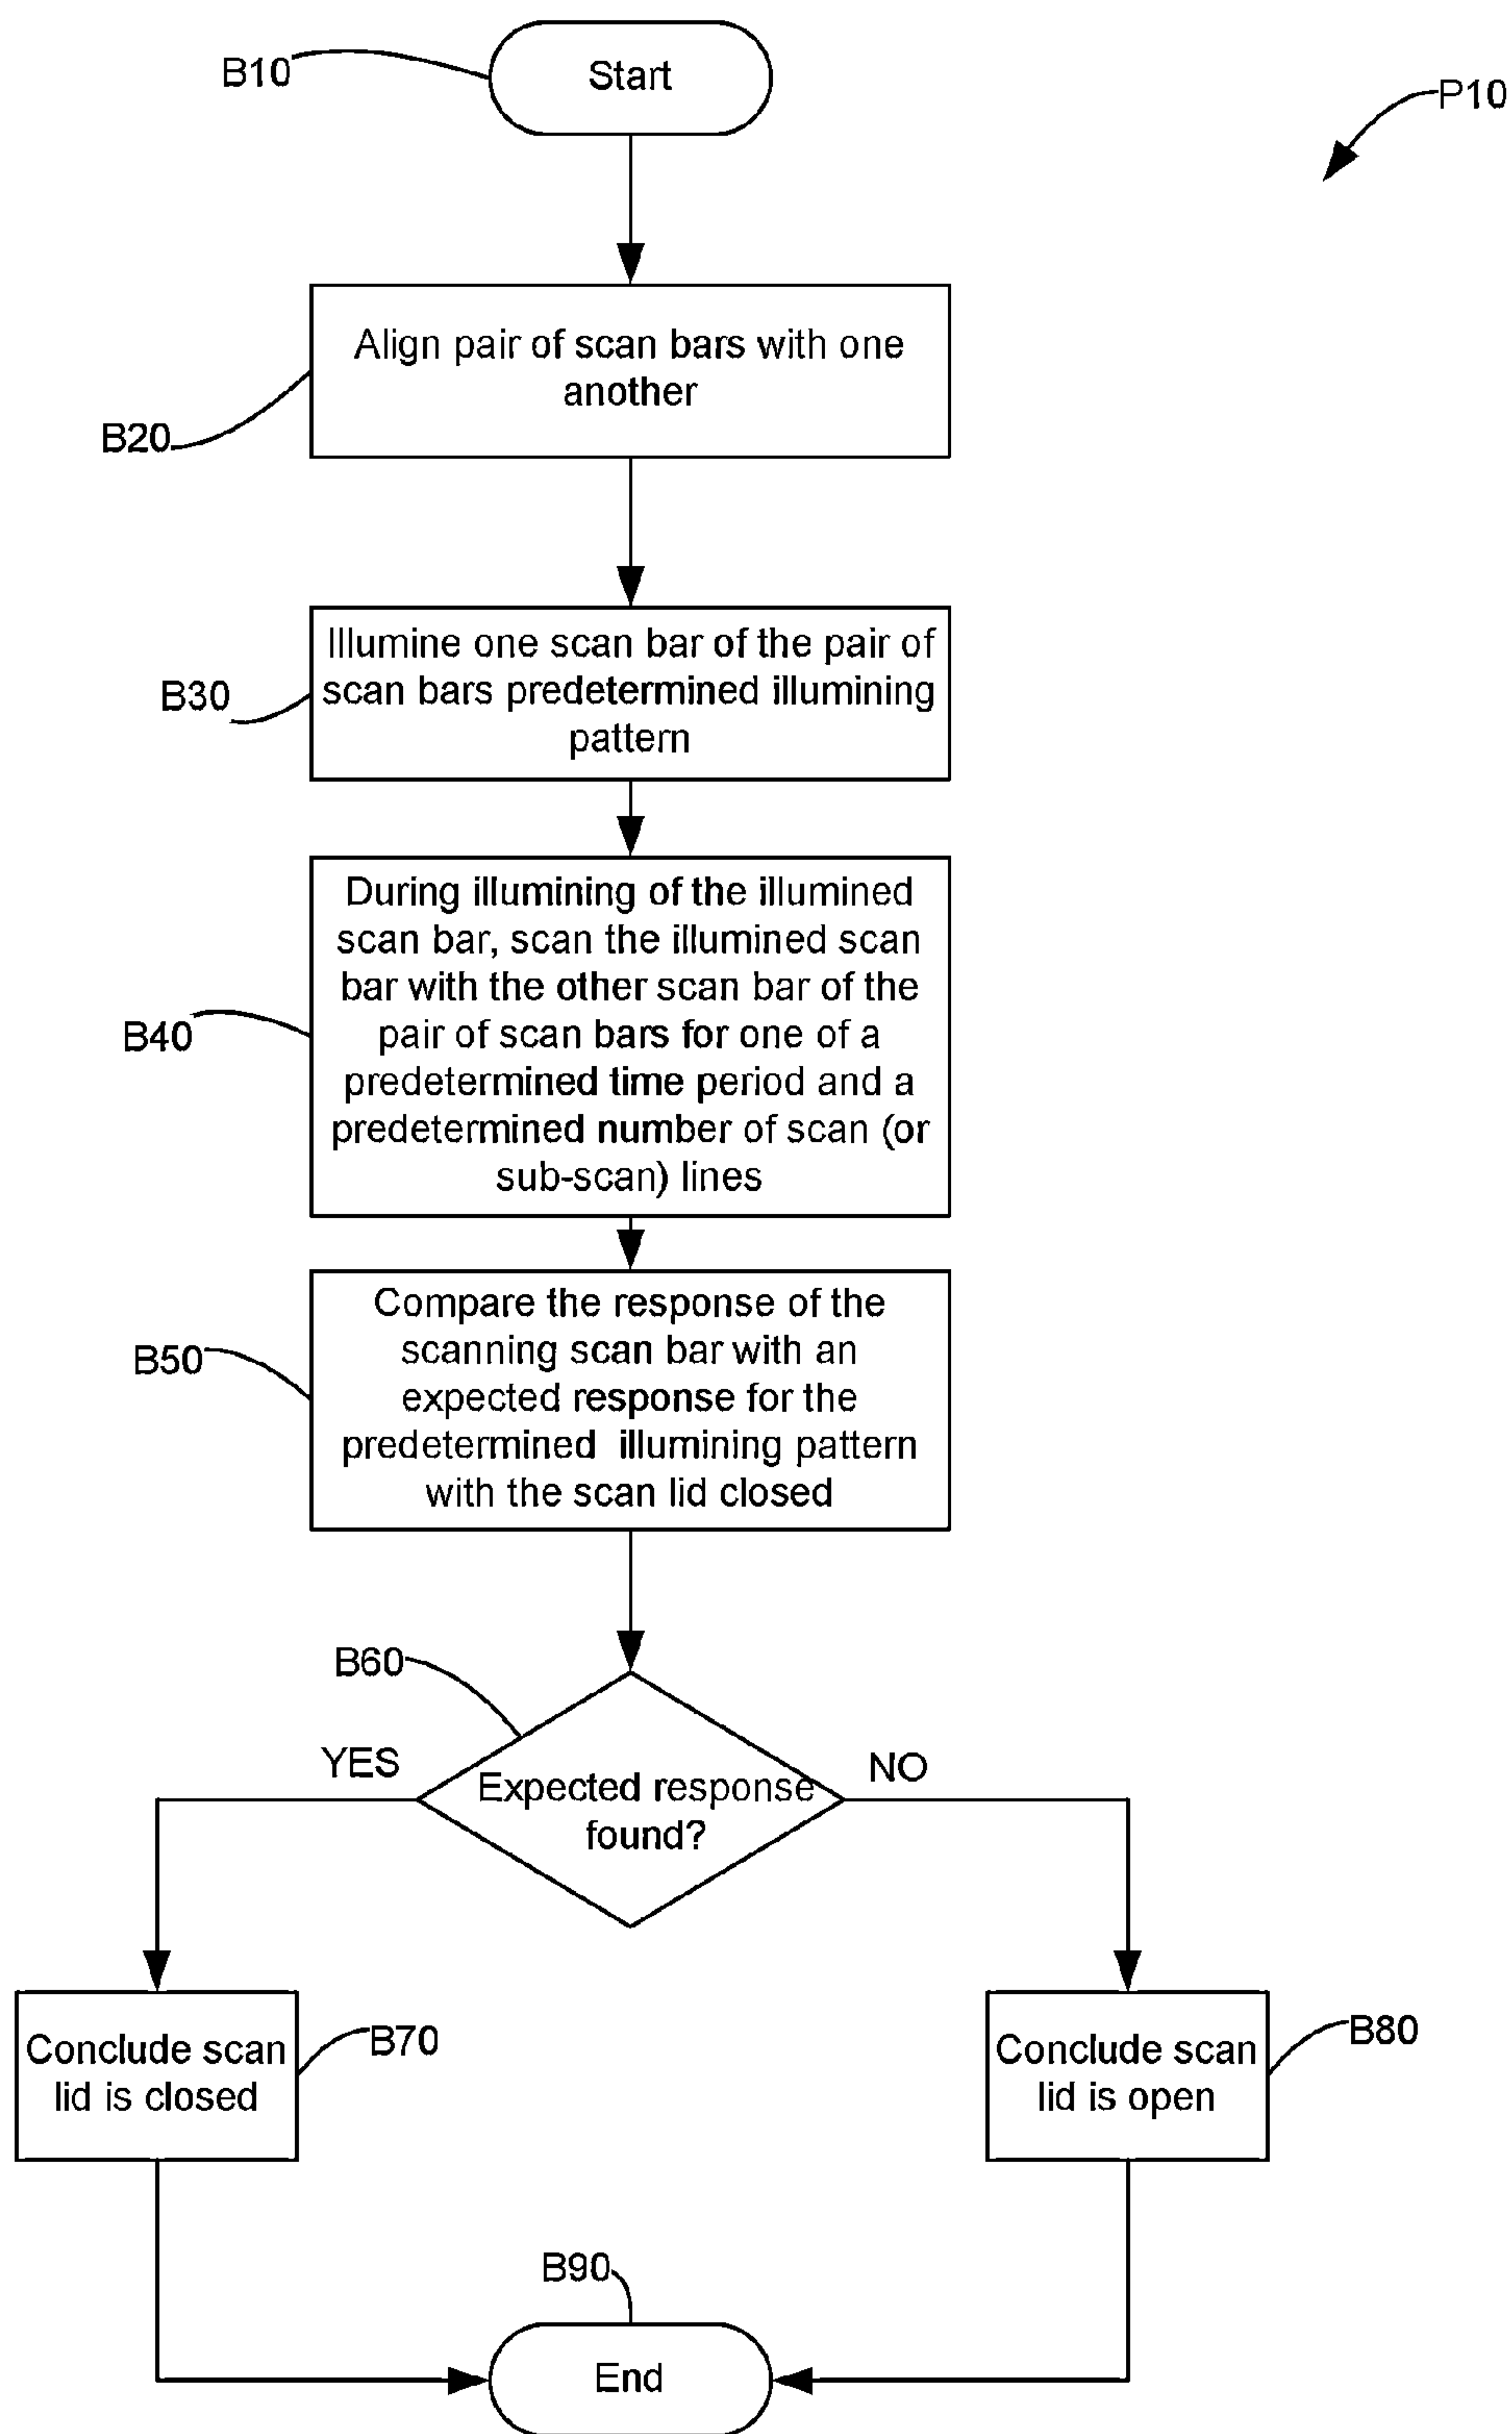 B10
Start
P10
Align pair of scan bars with one
another
B20
Illumine one scan bar of the pair of
scan bars predetermined illumining
pattern
B30
During illumining of the illumined
scan bar, scan the illumined scan
bar with the other scan bar of the
pair of scan bars for one of a
predetermined time period and a
predetermined number of scan (or
sub-scan) lines
B40
Compare the response of the
scanning scan bar with an
expected response for the
predetermined illumining pattern
with the scan lid closed
B50
B60
YES
Expected response
found?
NO
Conclude scan
lid is closed
B70
Conclude scan
lid is open
B80
B90
End